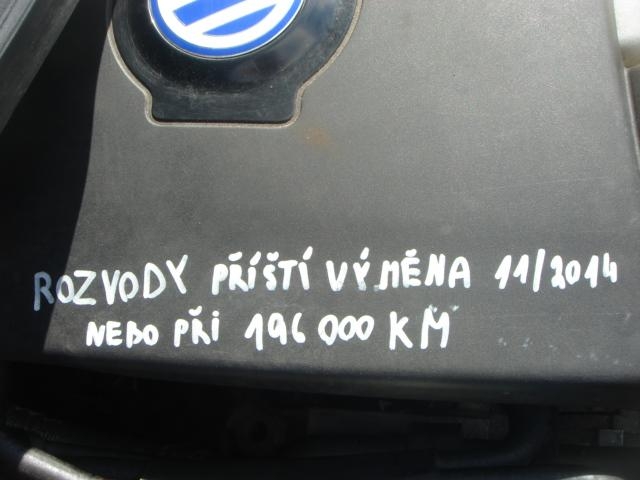 ROZVODY PŘÍŠTÍ VÝMĚNA 11/2014
NEBO PŘI 196 000 KM